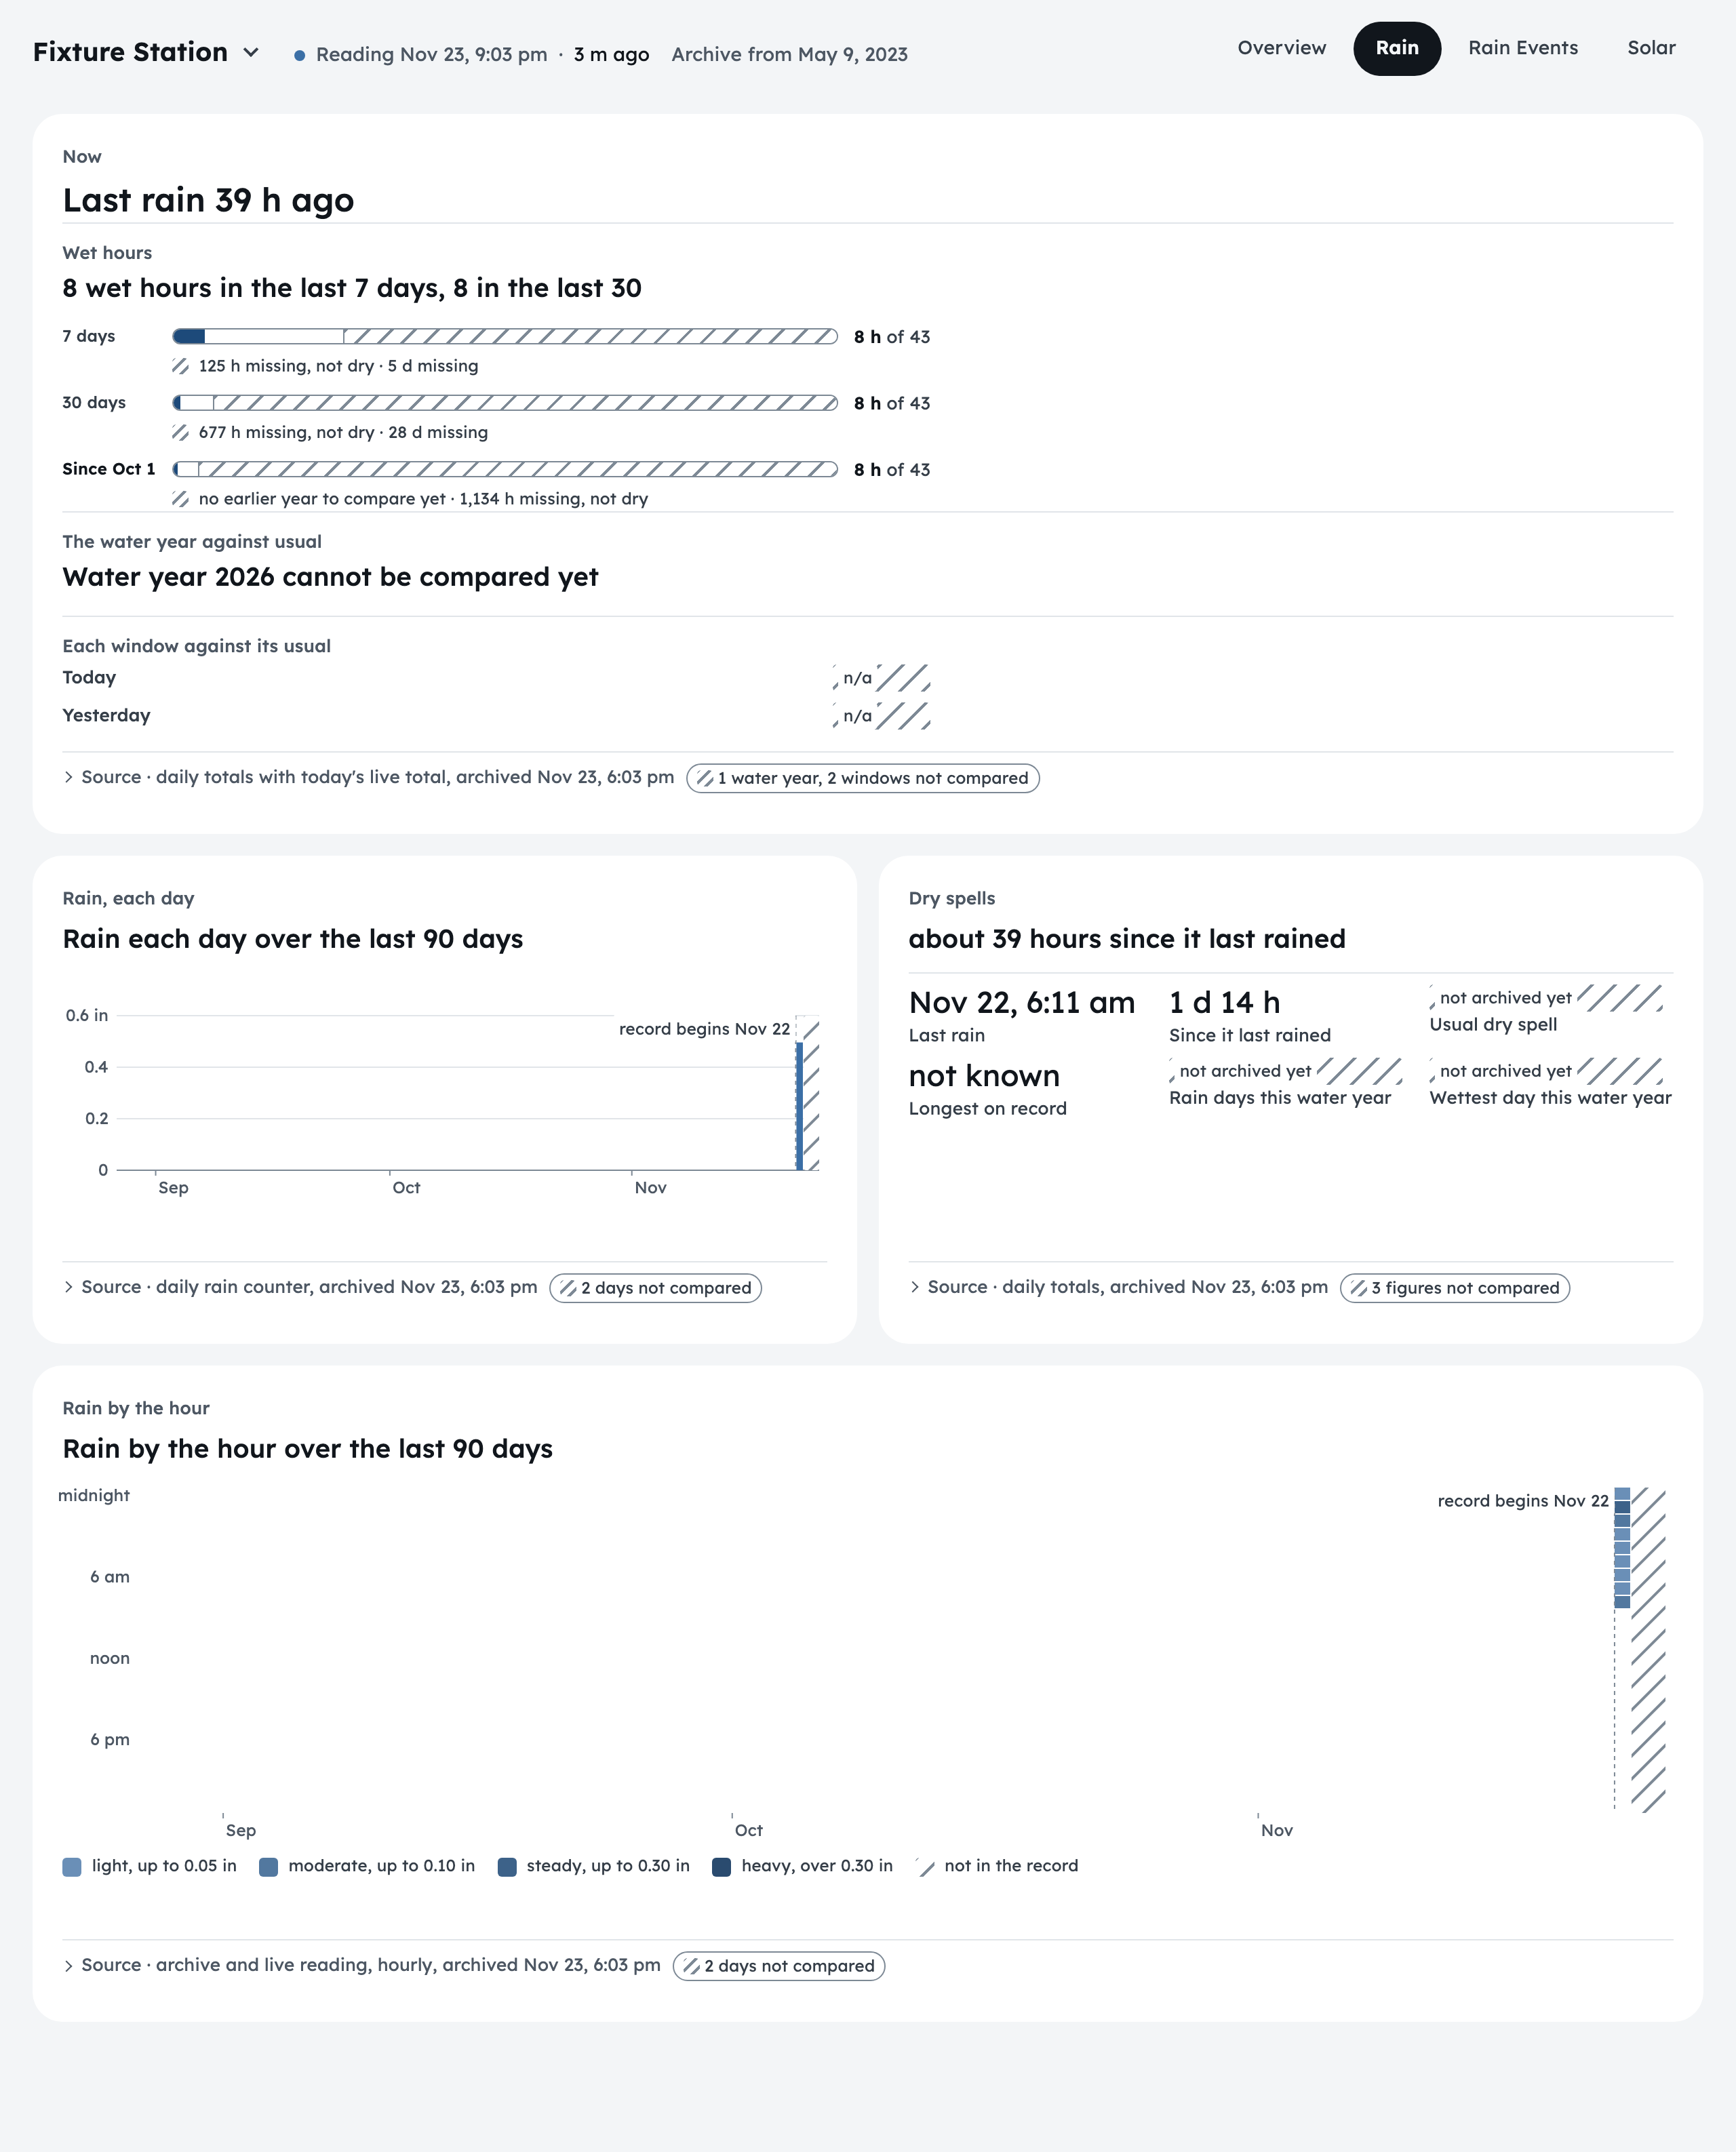 Fixture Station
Reading Nov 23, 9:03 pm · 3 m ago Archive from May 9, 2023
Overview Rain Rain Events Solar
Now
Last rain 39 h ago
Wet hours
8 wet hours in the last 7 days, 8 in the last 30
7 days 8 h of 43
125 h missing, not dry · 5 d missing
30 days 8 h of 43
677 h missing, not dry · 28 d missing
Since Oct 1 8 h of 43
no earlier year to compare yet · 1,134 h missing, not dry
The water year against usual
Water year 2026 cannot be compared yet
Each window against its usual
Today n/a
Yesterday n/a
Source · daily totals with today's live total, archived Nov 23, 6:03 pm 1 water year, 2 windows not compared
Rain, each day
Rain each day over the last 90 days
0.6 in
record begins Nov 22
0.4
0.2
0
Sep Oct Nov
Source · daily rain counter, archived Nov 23, 6:03 pm 2 days not compared
Dry spells
about 39 hours since it last rained
Nov 22, 6:11 am
Last rain
1 d 14 h
Since it last rained
not archived yet
Usual dry spell
not known
Longest on record
not archived yet
Rain days this water year
not archived yet
Wettest day this water year
Source · daily totals, archived Nov 23, 6:03 pm 3 figures not compared
Rain by the hour
Rain by the hour over the last 90 days
midnight
record begins Nov 22
6 am
noon
6 pm
Sep Oct Nov
light, up to 0.05 in moderate, up to 0.10 in steady, up to 0.30 in heavy, over 0.30 in not in the record
Source · archive and live reading, hourly, archived Nov 23, 6:03 pm 2 days not compared